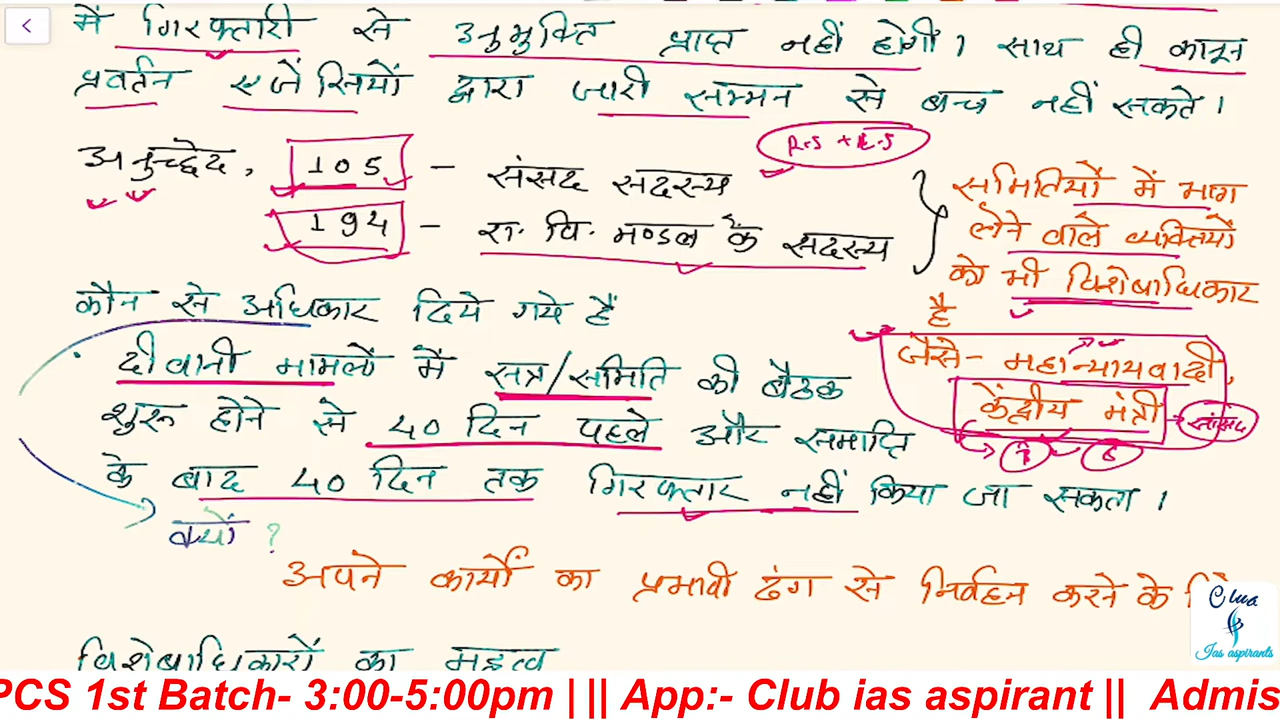 में गिरफ्तारी से उनुमुक्ति प्राप्त नहीं होगी। साथ ही कानून
प्रवर्तन एजेंसियों द्वारा जारी सम्मन से बच नहीं सकते।
अनुच्छेद, 105 - संसद सदस्य
R.S + L.S
194 - रा. वि. मण्डल के सदस्य
समितियों में भाग
लेने वाले व्यक्तियों
को भी विशेषाधिकार
है
जैसे- महान्यायवादी,
केंद्रीय मंत्री → सांसद
कौन से अधिकार दिये गये हैं
दीवानी मामलों में सत्र/समिति की बैठक
शुरू होने से 40 दिन पहले और समाप्ति
के बाद 40 दिन तक गिरफ्तार नहीं किया जा सकता।
क्यों ?
अपने कार्यों का प्रभावी ढंग से निर्वहन करने के
विशेषाधिकारों का महत्व
Club
Ias aspirants
PCS 1st Batch- 3:00-5:00pm | || App:- Club ias aspirant || Admis